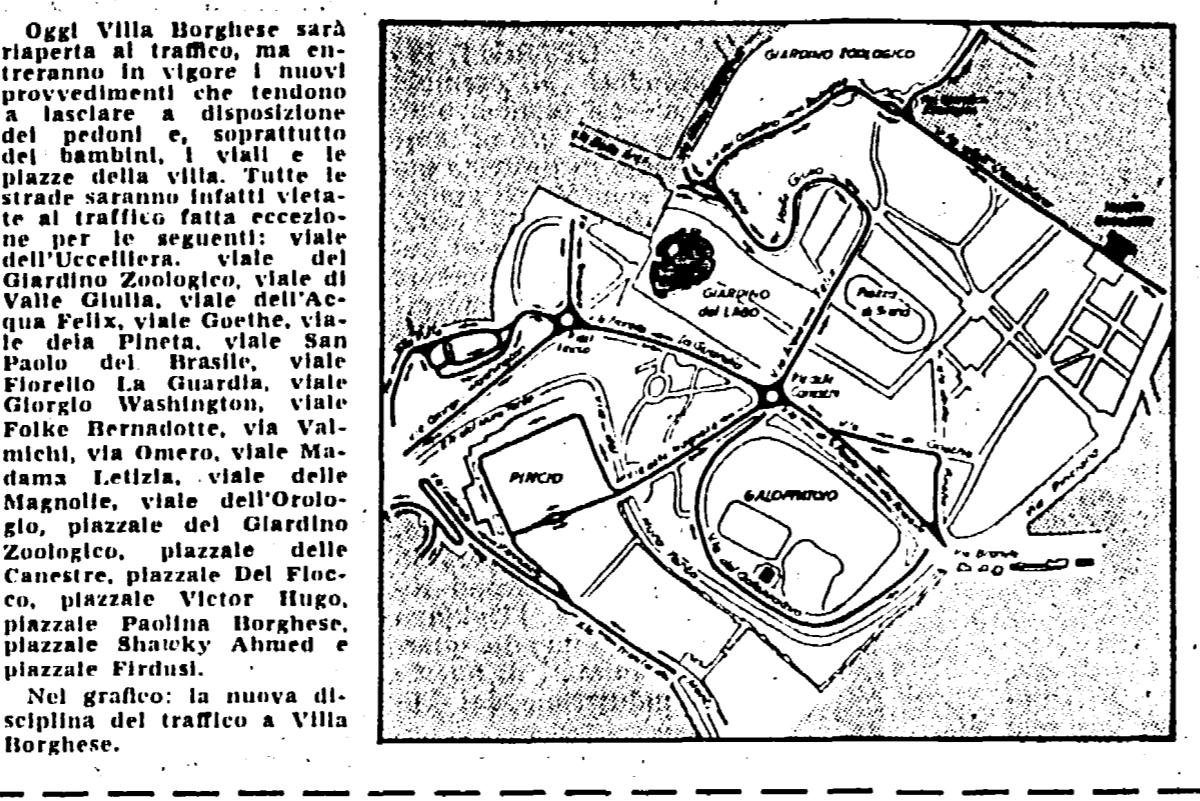 Oggi Villa Borghese sarà
riaperta al traffico, ma en-
treranno in vigore i nuovi
provvedimenti che tendono
a lasciare a disposizione
dei pedoni e, soprattutto
dei bambini, i viali e le
piazze della villa. Tutte le
strade saranno infatti vieta-
te al traffico fatta eccezio-
ne per le seguenti: viale
dell'Uccelliera. viale del
Giardino Zoologico, viale di
Valle Giulia, viale dell'Ac-
qua Felix, viale Goethe, via-
le dela Pineta, viale San
Paolo del Brasile, viale
Fiorello La Guardia, viale
Giorgio Washington, viale
Folke Bernadotte, via Val-
michi, via Omero, viale Ma-
dama Letizia, viale delle
Magnolie, viale dell'Orolo-
gio, piazzale del Giardino
Zoologico, piazzale delle
Canestre, piazzale Del Fioc-
co, piazzale Victor Hugo,
piazzale Paolina Borghese,
piazzale Shawky Ahmed e
piazzale Firdusi.
Nel grafico: la nuova di-
sciplina del traffico a Villa
Borghese.
GIARDINO ZOOLOGICO
GIARDINO
del LAGO
Piazza
di Siena
PINCIO
GALOPPATOIO
Via Pinciana